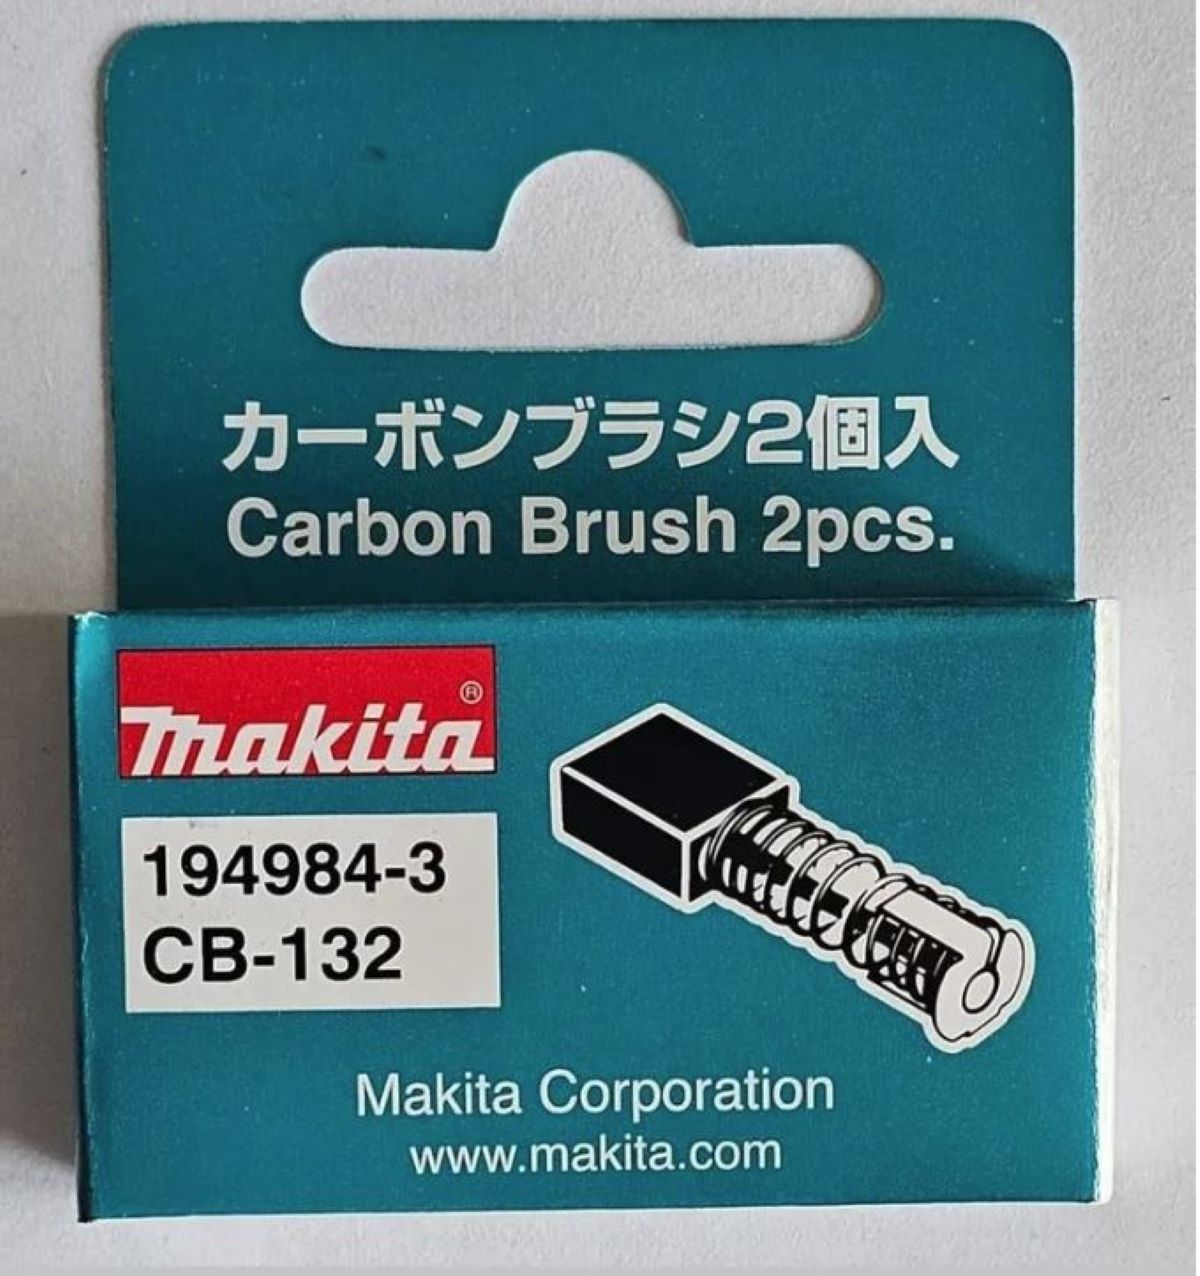 カーボンブラシ2個入
Carbon Brush 2pcs.
makita®
194984-3
CB-132
Makita Corporation
www.makita.com